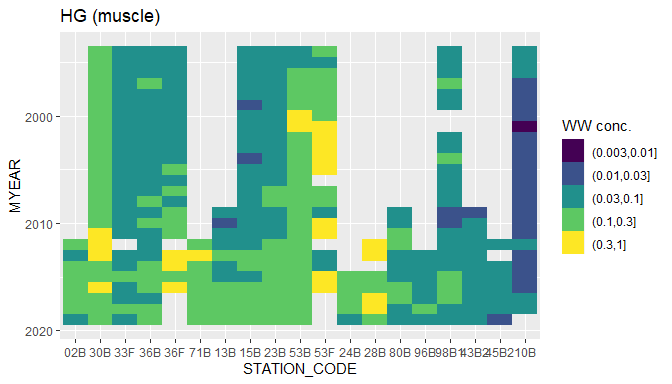 HG (muscle)
MYEAR
2000
2010
2020
02B 30B 33F 36B 36F 71B 13B 15B 23B 53B 53F 24B 28B 80B 96B 98B1 43B2 45B2 10B
STATION_CODE
WW conc.
(0.003,0.01]
(0.01,0.03]
(0.03,0.1]
(0.1,0.3]
(0.3,1]